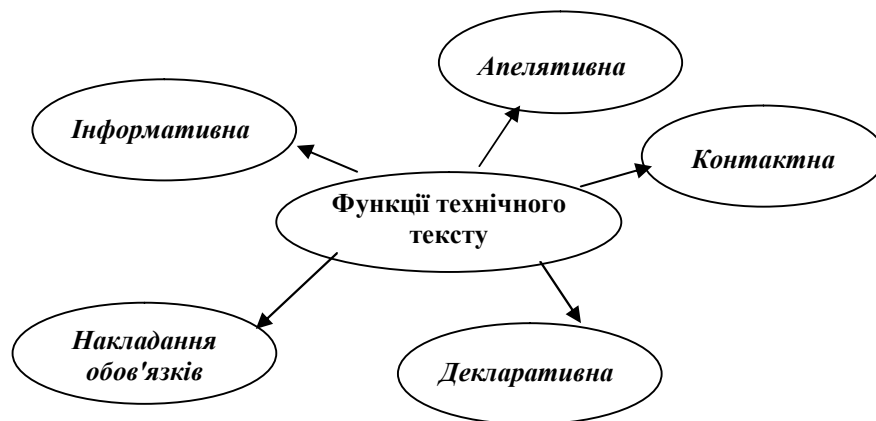 Апелятивна
Інформативна
Контактна
Функції технічного
тексту
Накладання
обов'язків
Декларативна